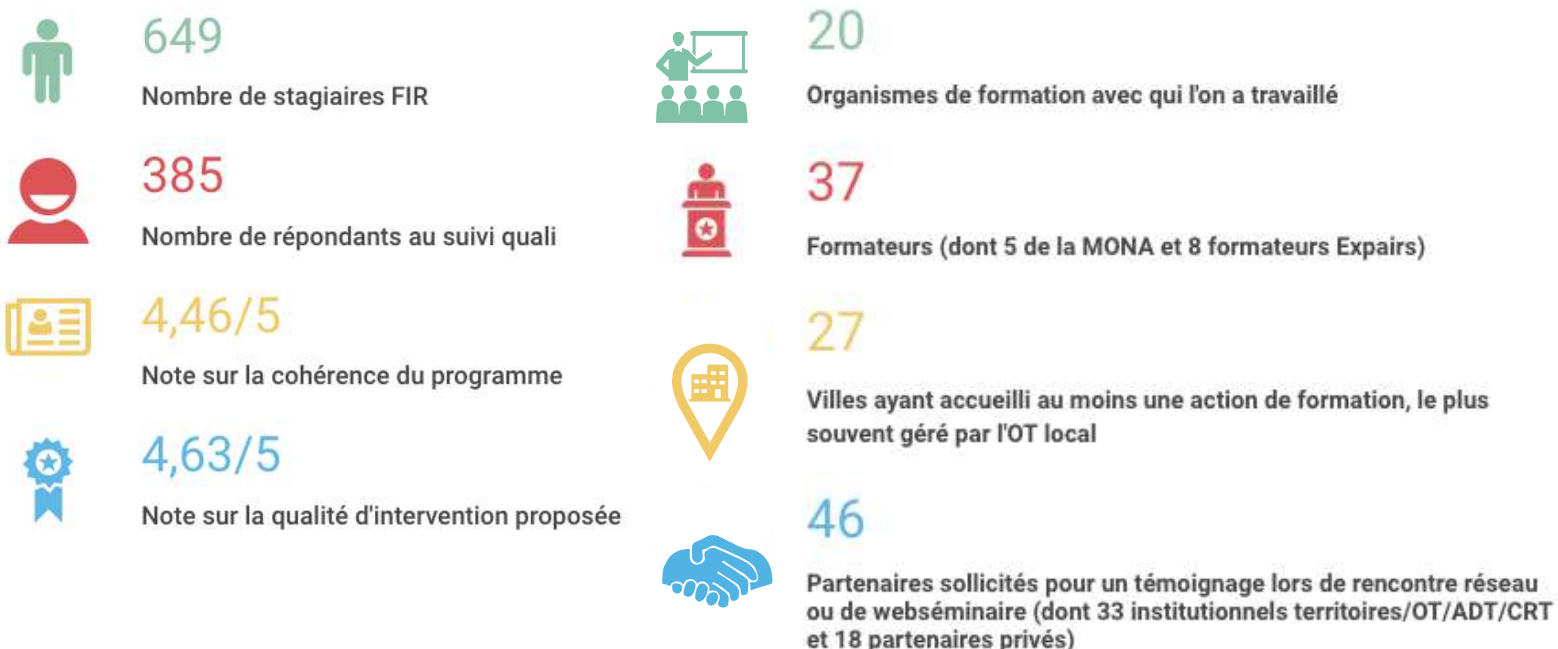 649
Nombre de stagiaires FIR
385
Nombre de répondants au suivi quali
4,46/5
Note sur la cohérence du programme
4,63/5
Note sur la qualité d'intervention proposée
20
Organismes de formation avec qui l'on a travaillé
37
Formateurs (dont 5 de la MONA et 8 formateurs Expairs)
27
Villes ayant accueilli au moins une action de formation, le plus
souvent géré par l'OT local
46
Partenaires sollicités pour un témoignage lors de rencontre réseau
ou de webséminaire (dont 33 institutionnels territoires/OT/ADT/CRT
et 18 partenaires privés)